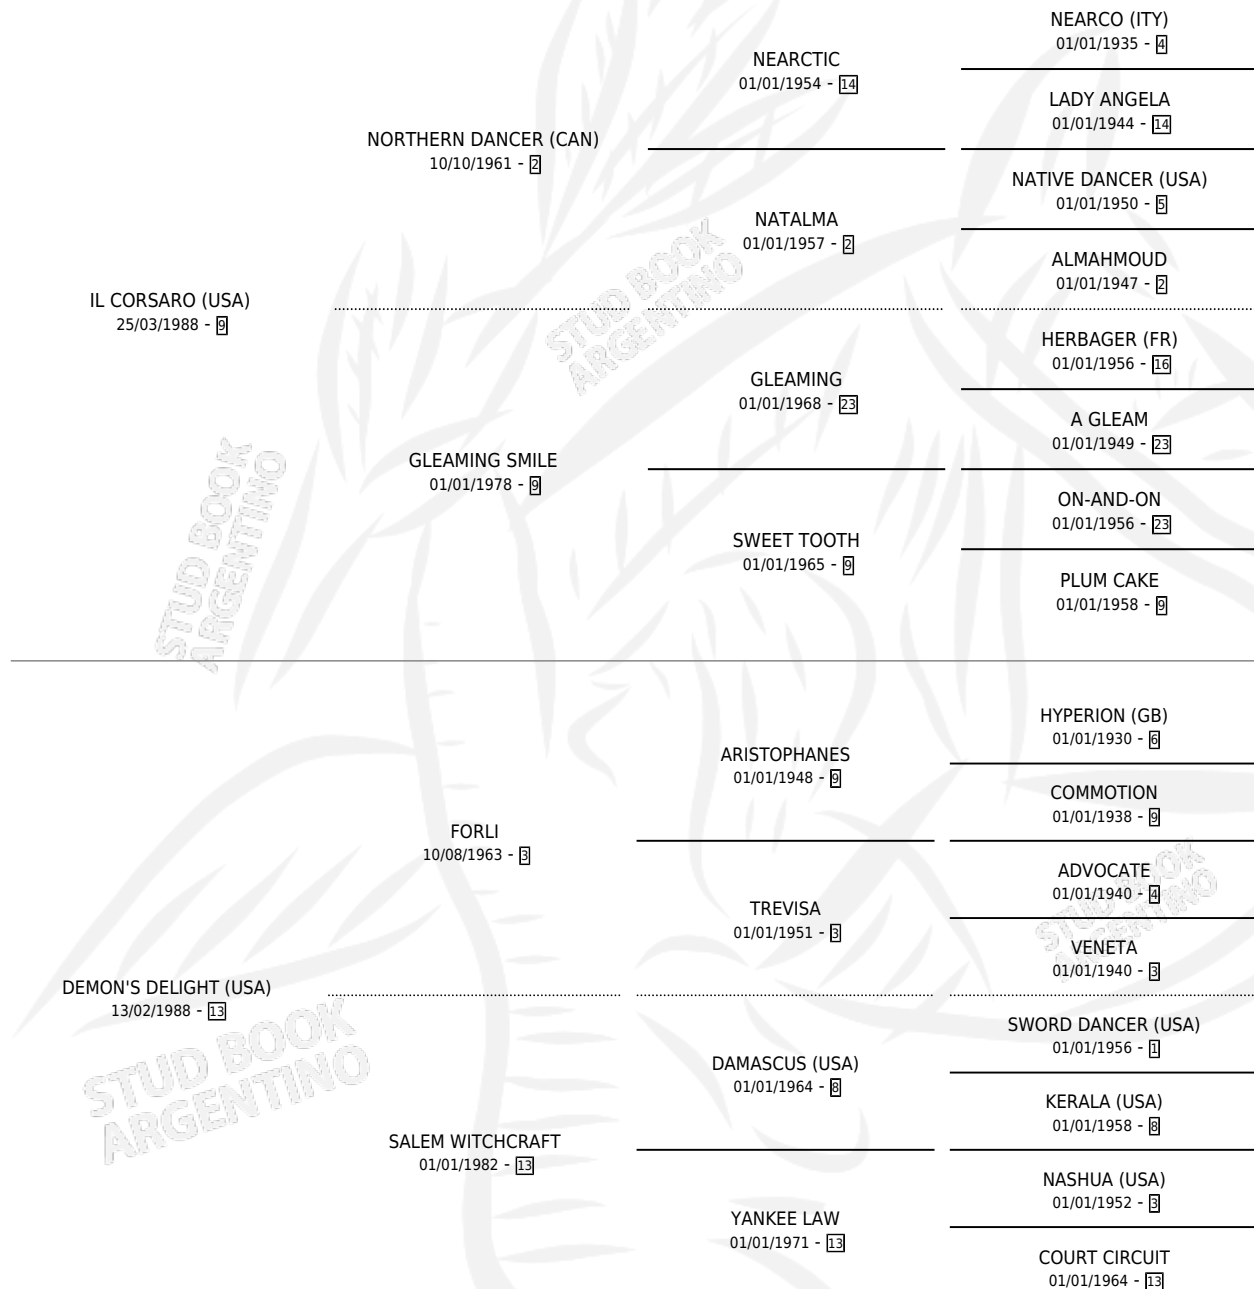 NEARCO (ITY)
01/01/1935 - 4
NEARCTIC
01/01/1954 - 14
LADY ANGELA
01/01/1944 - 14
NORTHERN DANCER (CAN)
10/10/1961 - 2
NATIVE DANCER (USA)
01/01/1950 - 5
NATALMA
01/01/1957 - 2
ALMAHMOUD
01/01/1947 - 2
STUD BOOK
ARGENTINO
IL CORSARO (USA)
25/03/1988 - 9
HERBAGER (FR)
01/01/1956 - 16
GLEAMING
01/01/1968 - 23
A GLEAM
01/01/1949 - 23
GLEAMING SMILE
01/01/1978 - 9
ON-AND-ON
01/01/1956 - 23
SWEET TOOTH
01/01/1965 - 9
PLUM CAKE
01/01/1958 - 9
STUD BOOK
ARGENTINO
HYPERION (GB)
01/01/1930 - 6
ARISTOPHANES
01/01/1948 - 9
COMMOTION
01/01/1938 - 9
FORLI
10/08/1963 - 3
ADVOCATE
01/01/1940 - 4
TREVISA
01/01/1951 - 3
VENETA
01/01/1940 - 3
STUD BOOK
ARGENTINO
DEMON'S DELIGHT (USA)
13/02/1988 - 13
SWORD DANCER (USA)
01/01/1956 - 1
DAMASCUS (USA)
01/01/1964 - 8
KERALA (USA)
01/01/1958 - 8
STUD BOOK
ARGENTINO
SALEM WITCHCRAFT
01/01/1982 - 13
NASHUA (USA)
01/01/1952 - 3
YANKEE LAW
01/01/1971 - 13
COURT CIRCUIT
01/01/1964 - 13